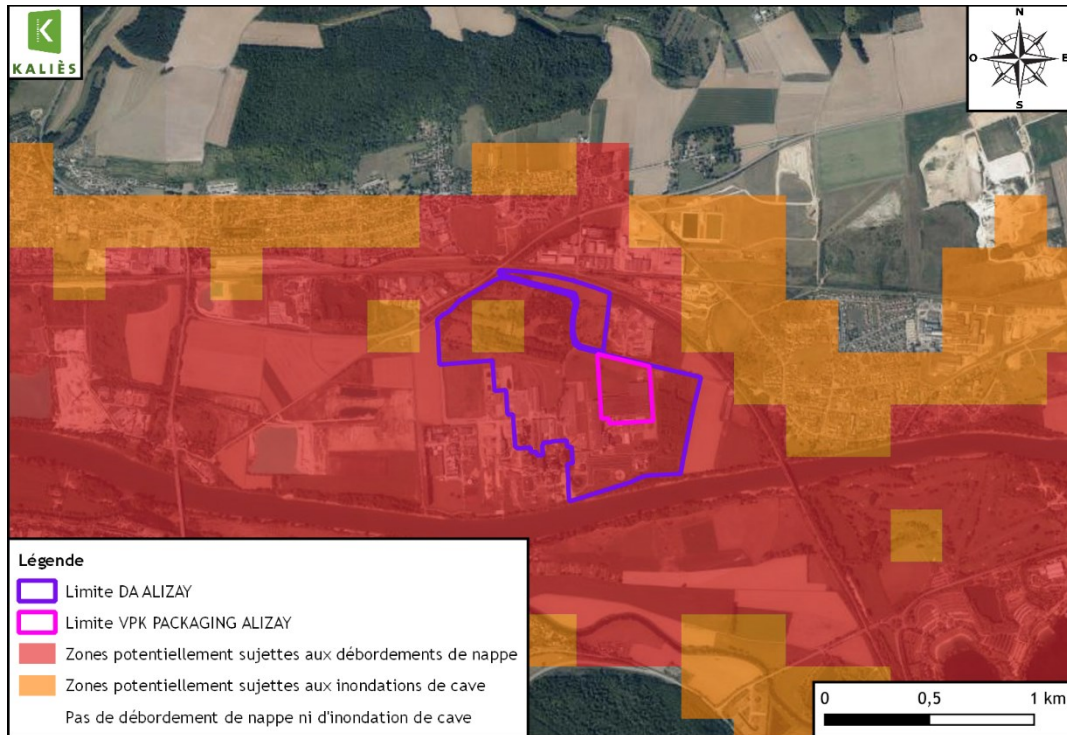 KALIÈS
N
O
E
S
Légende
Limite DA ALIZAY
Limite VPK PACKAGING ALIZAY
Zones potentiellement sujettes aux débordements de nappe
Zones potentiellement sujettes aux inondations de cave
Pas de débordement de nappe ni d'inondation de cave
0 0,5 1 km